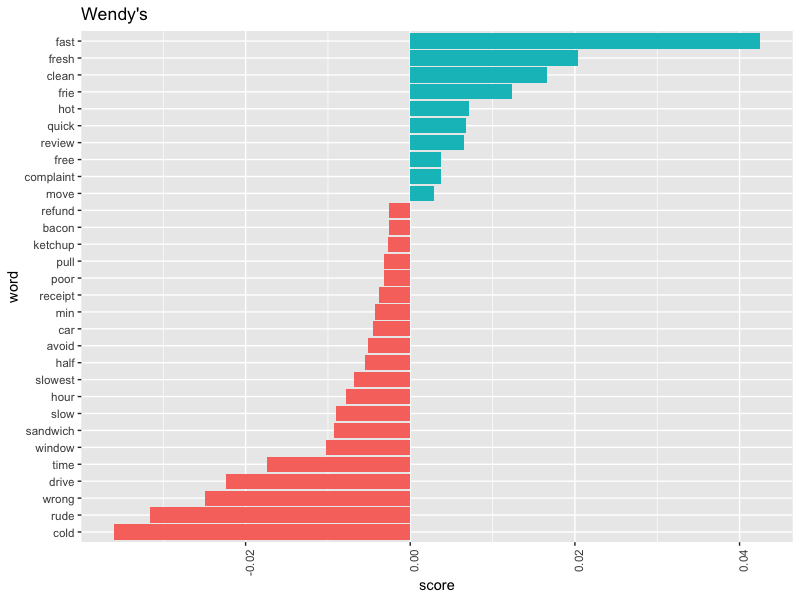 Wendy's
fast
fresh
clean
frie
hot
quick
review
free
complaint
move
refund
bacon
ketchup
pull
poor
receipt
min
car
avoid
half
slowest
hour
slow
sandwich
window
time
drive
wrong
rude
cold
word
-0.02
0.00
0.02
0.04
score